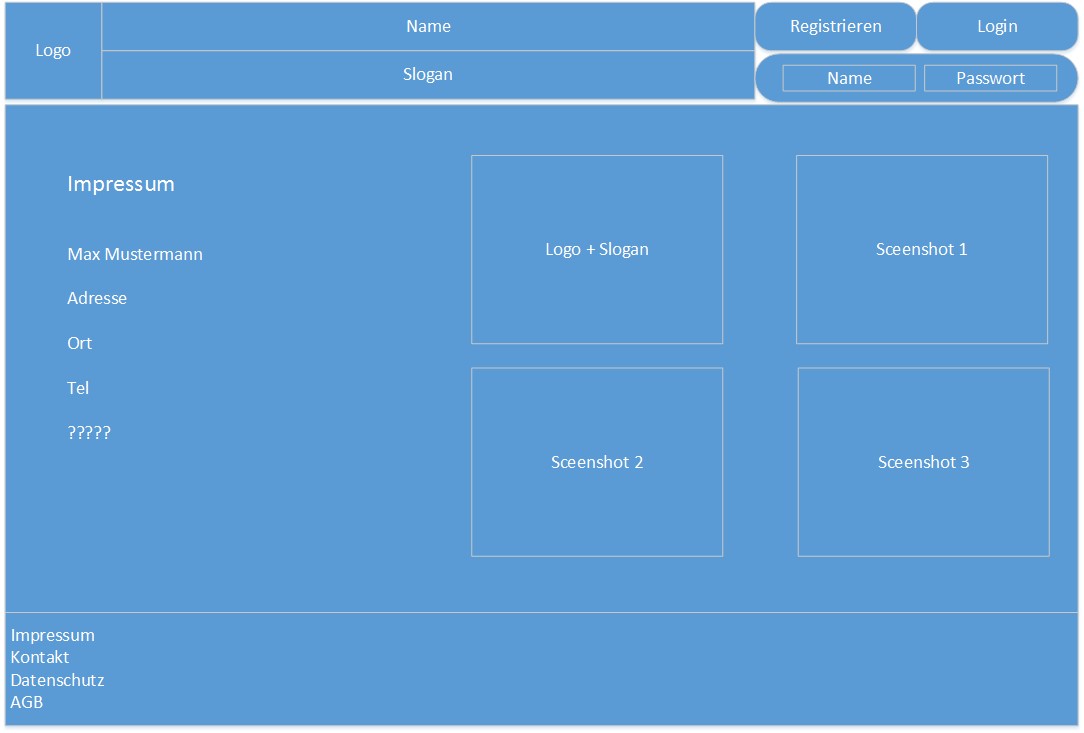 Logo
Name
Slogan
Registrieren
Login
Name
Passwort
Impressum
Max Mustermann
Adresse
Ort
Tel
?????
Logo + Slogan
Sceenshot 1
Sceenshot 2
Sceenshot 3
Impressum
Kontakt
Datenschutz
AGB